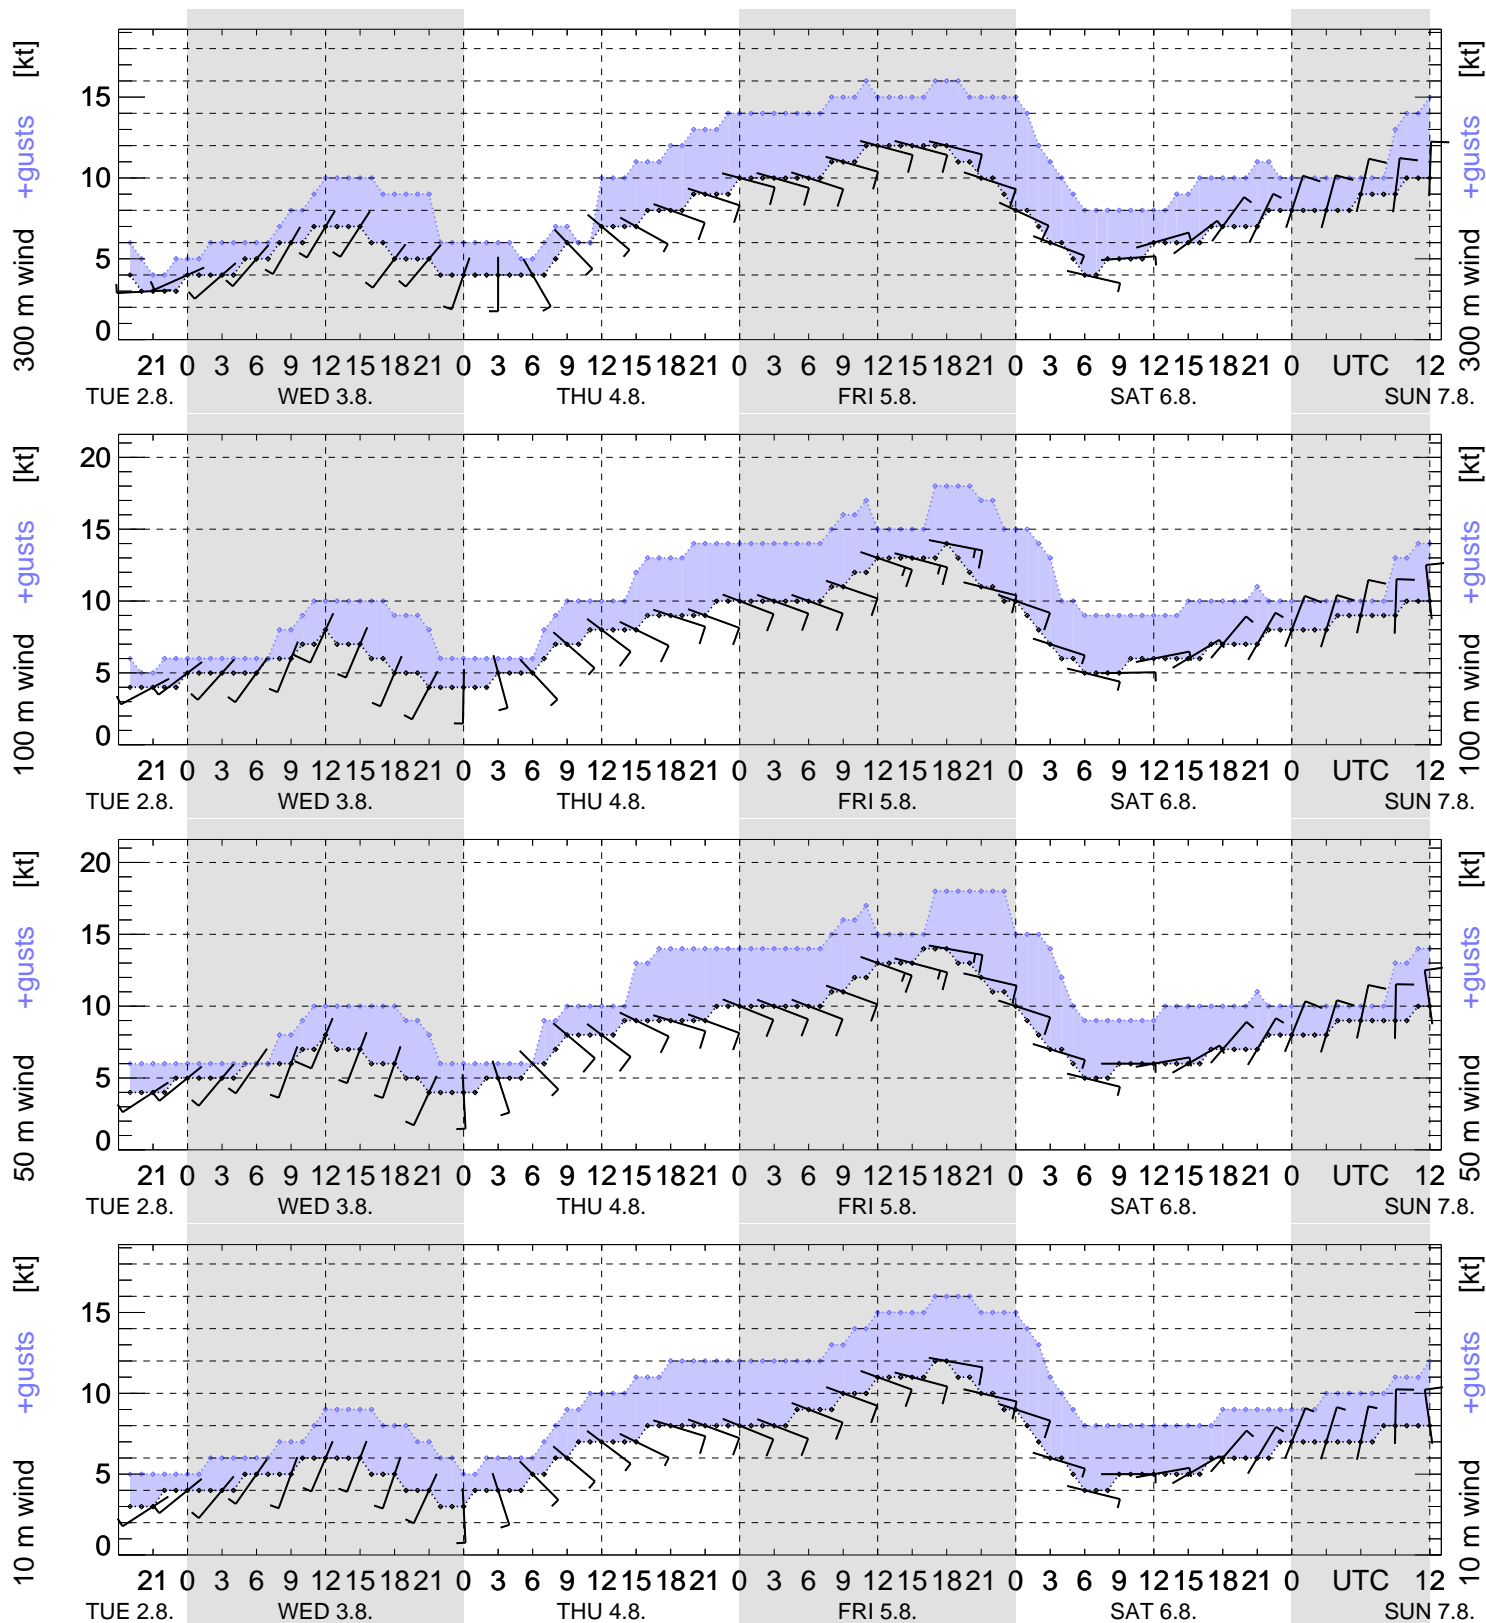 300 m wind +gusts [kt]
15
10
5
0
300 m wind +gusts [kt]
21 0 3 6 9 12 15 18 21 0 3 6 9 12 15 18 21 0 3 6 9 12 15 18 21 0 3 6 9 12 15 18 21 0 UTC 12
TUE 2.8. WED 3.8. THU 4.8. FRI 5.8. SAT 6.8. SUN 7.8.
100 m wind +gusts [kt]
20
15
10
5
0
100 m wind +gusts [kt]
21 0 3 6 9 12 15 18 21 0 3 6 9 12 15 18 21 0 3 6 9 12 15 18 21 0 3 6 9 12 15 18 21 0 UTC 12
TUE 2.8. WED 3.8. THU 4.8. FRI 5.8. SAT 6.8. SUN 7.8.
50 m wind +gusts [kt]
20
15
10
5
0
50 m wind +gusts [kt]
21 0 3 6 9 12 15 18 21 0 3 6 9 12 15 18 21 0 3 6 9 12 15 18 21 0 3 6 9 12 15 18 21 0 UTC 12
TUE 2.8. WED 3.8. THU 4.8. FRI 5.8. SAT 6.8. SUN 7.8.
10 m wind +gusts [kt]
15
10
5
0
10 m wind +gusts [kt]
21 0 3 6 9 12 15 18 21 0 3 6 9 12 15 18 21 0 3 6 9 12 15 18 21 0 3 6 9 12 15 18 21 0 UTC 12
TUE 2.8. WED 3.8. THU 4.8. FRI 5.8. SAT 6.8. SUN 7.8.